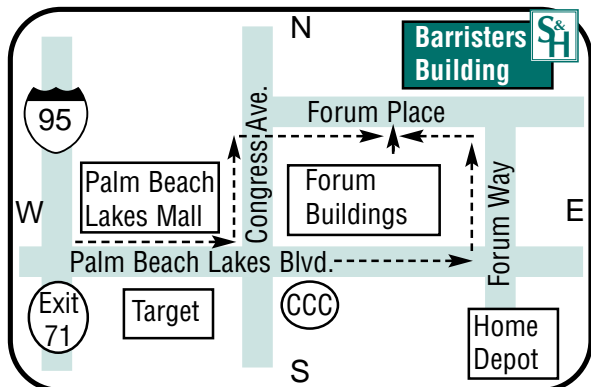 N
Barristers
Building
S&H
95
Congress Ave.
Forum Place
Palm Beach
Lakes Mall
Forum
Buildings
Forum Way
W
E
Palm Beach Lakes Blvd.
Exit
71
Target
CCC
Home
Depot
S